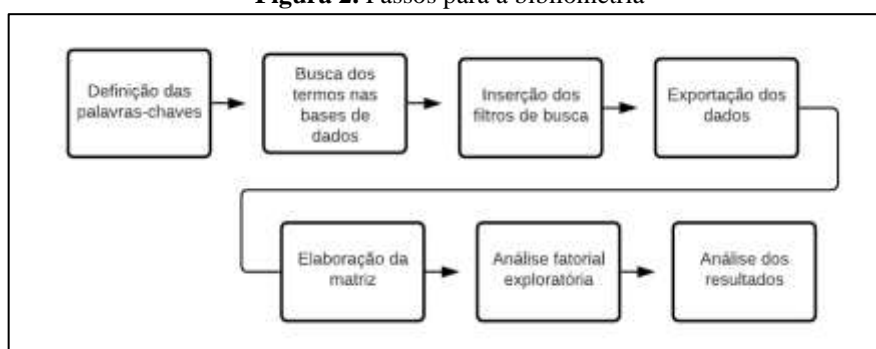 Figura 2. Passos para a bibliometria
Definição das
palavras-chaves
Busca dos
termos nas
bases de
dados
Inserção dos
filtros de busca
Exportação dos
dados
Elaboração da
matriz
Análise fatorial
exploratória
Análise dos
resultados